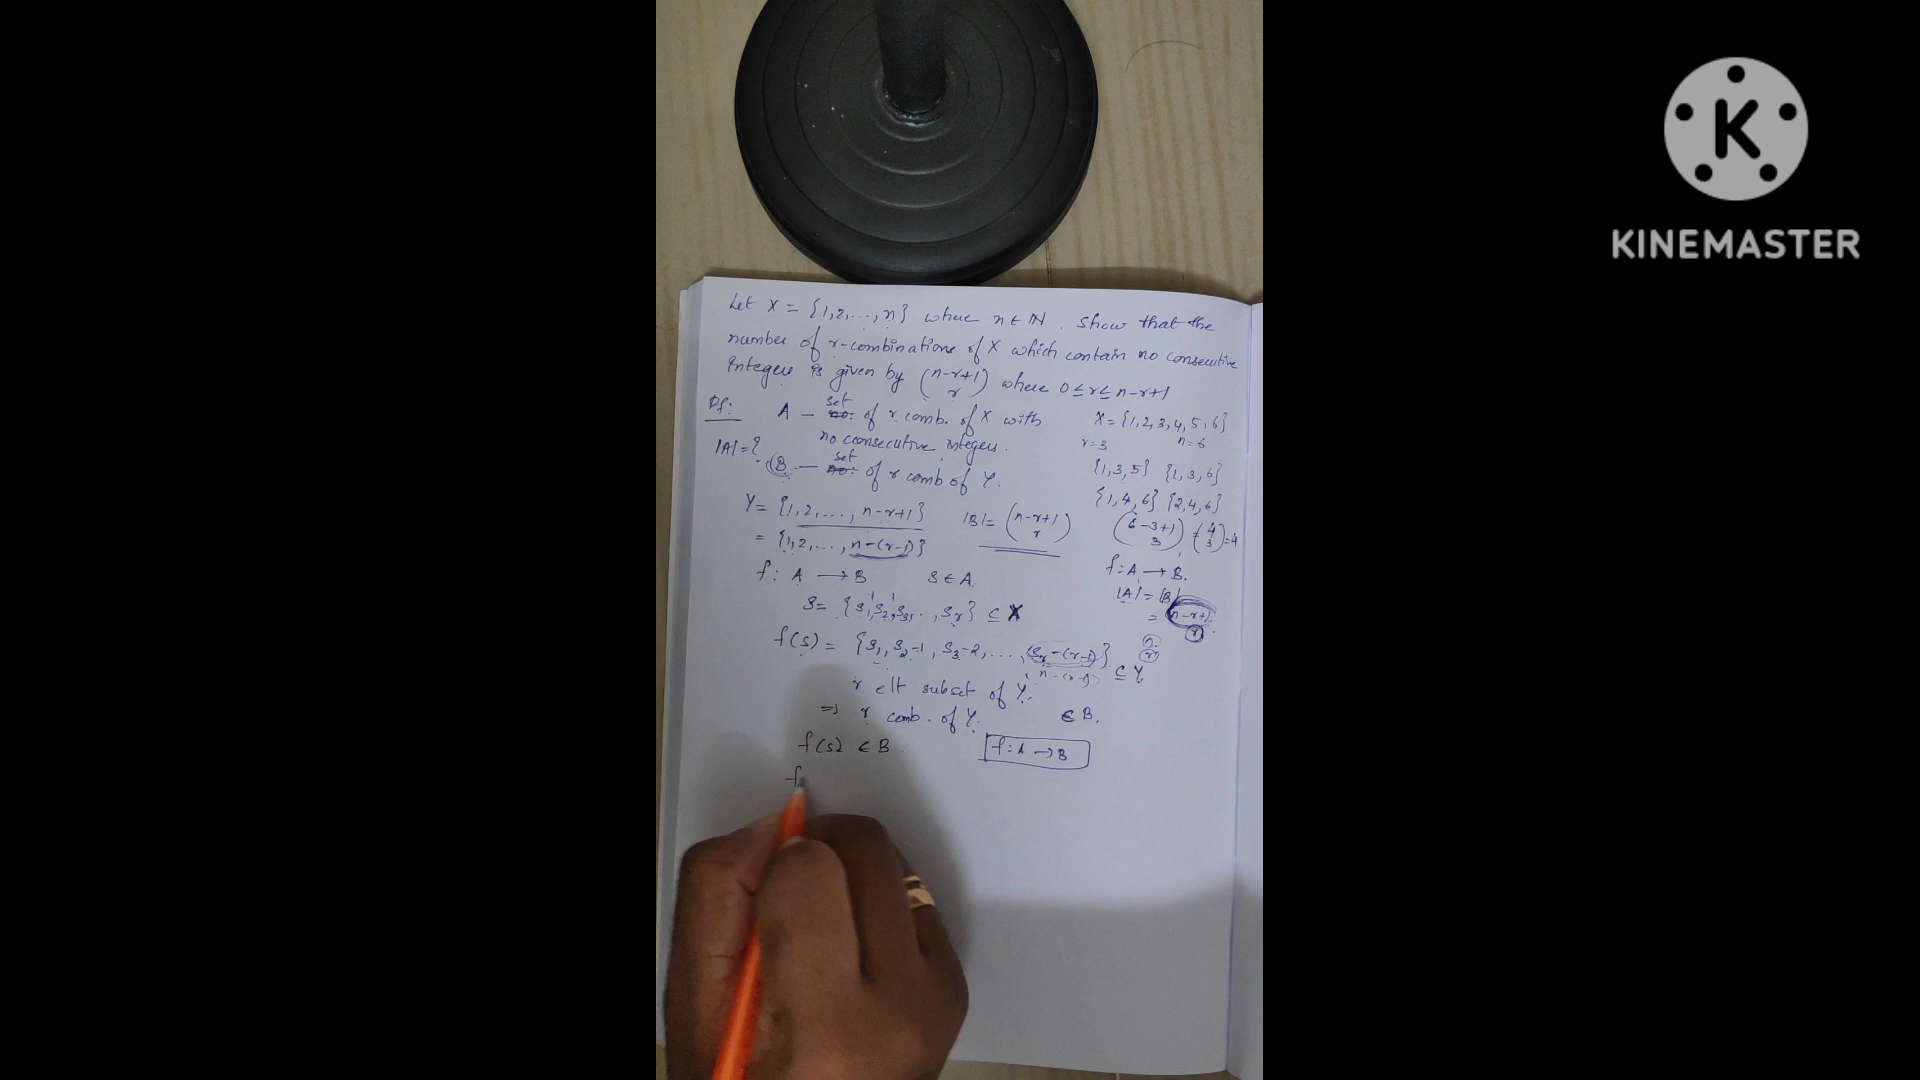 Let X = {1,2,...,n} where n ∈ ℕ. Show that the
number of r-combinations of X which contain no consecutive
integers is given by (n-r+1 r) where 0 ≤ r ≤ n-r+1
Pf: A — set of r comb. of X with
no consecutive integers.
|A| = ?
B — set of r comb of Y.
Y = {1,2,..., n-r+1} |B| = (n-r+1 r)
= {1,2,..., n-(r-1)}
f : A → B s ∈ A.
S = {s1, s2, s3, .., sr} ⊆ X
f(s) = {s1, s2-1, s3-2, ..., sr-(r-1)} ⊆ Y.
n-(r-1)
r elt subset of Y.
⇒ r comb. of Y. ∈ B.
f(s) ∈ B f : A → B
f
X = {1,2,3,4,5,6}
r=3 n=6
{1,3,5} {1,3,6}
{1,4,6} {2,4,6}
(6-3+1 3) = (4 3) = 4
f : A → B.
|A| = |B|
= (n-r+1 r).
n
r
KINEMASTER